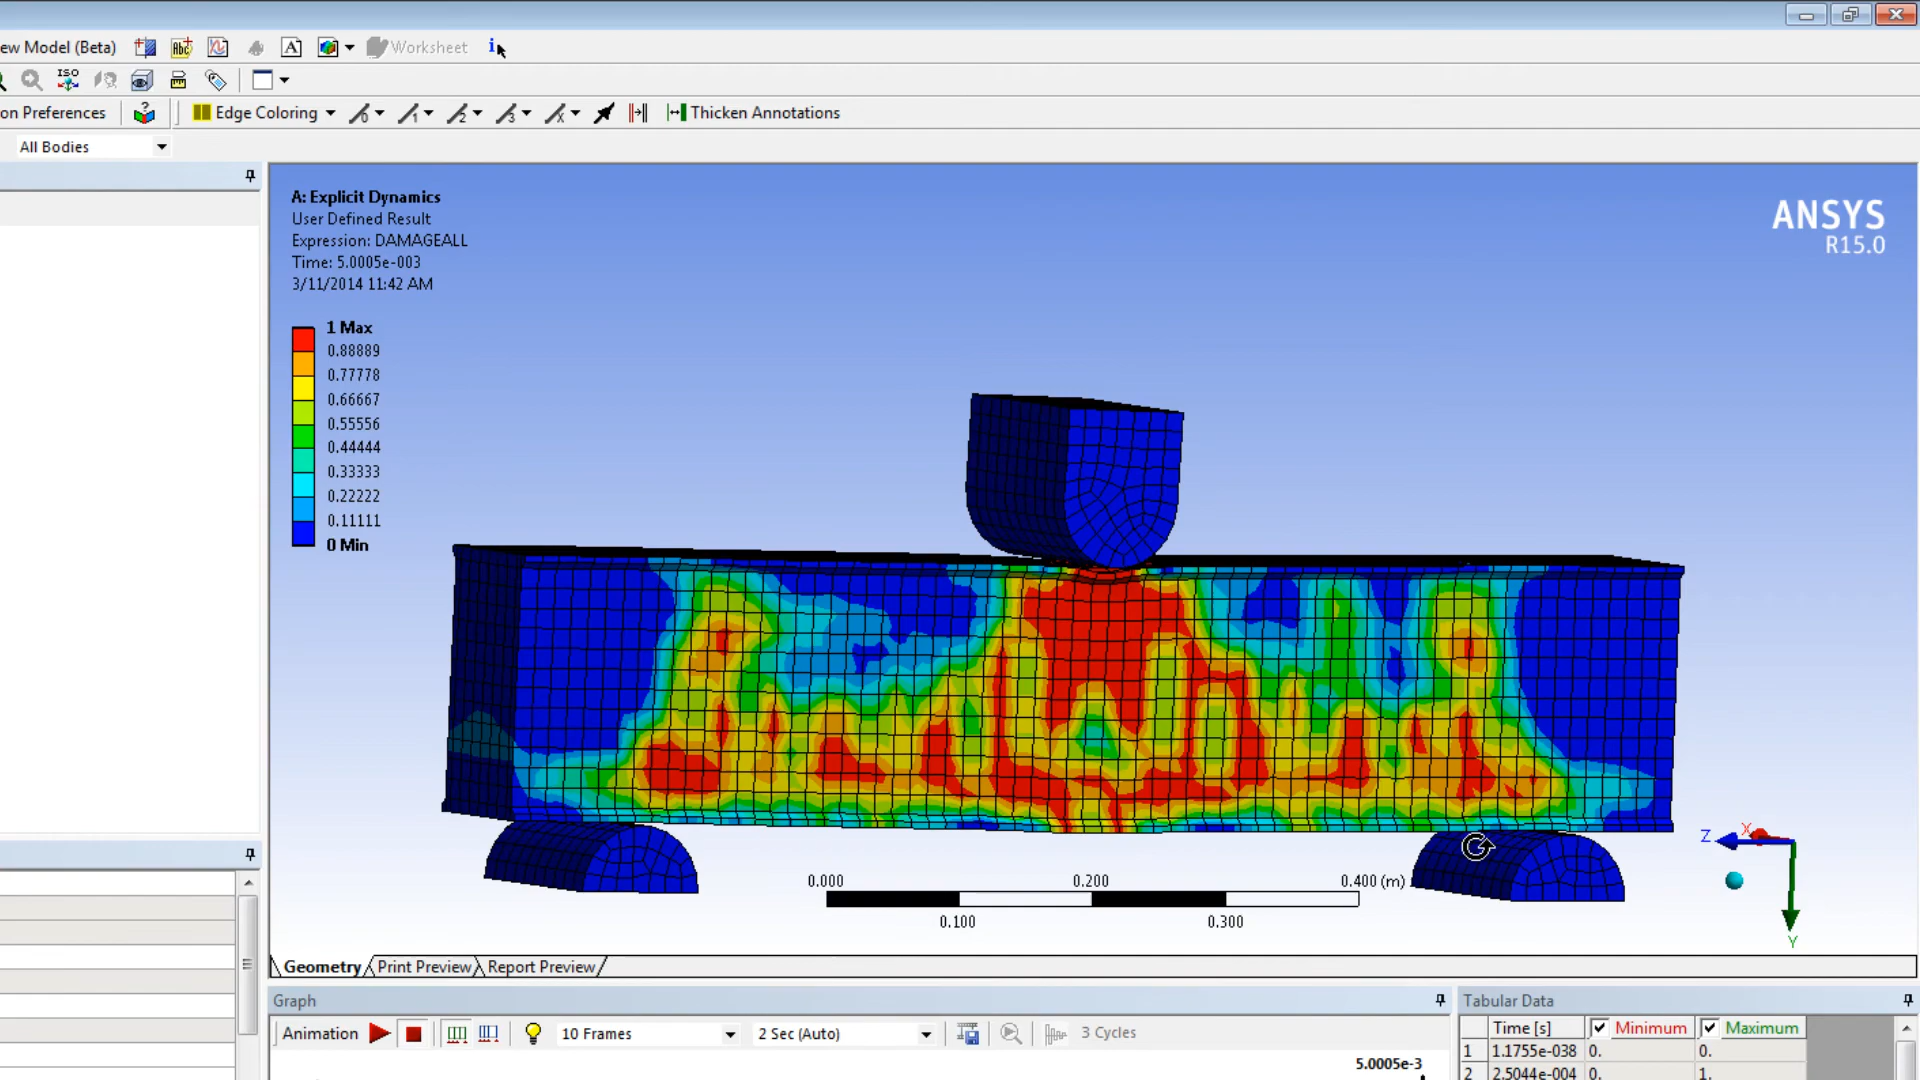 ew Model (Beta) Abc A Worksheet i
ISO
on Preferences Edge Coloring Thicken Annotations
All Bodies
A: Explicit Dynamics
User Defined Result
Expression: DAMAGEALL
Time: 5.0005e-003
3/11/2014 11:42 AM
ANSYS
R15.0
1 Max
0.88889
0.77778
0.66667
0.55556
0.44444
0.33333
0.22222
0.11111
0 Min
Z X
Y
0.000 0.200 0.400 (m)
0.100 0.300
Geometry Print Preview Report Preview
Graph
Animation 10 Frames 2 Sec (Auto) 3 Cycles
5.0005e-3
Tabular Data
Time [s] Minimum Maximum
1 1.1755e-038 0. 0.
2 2.5044e-004 0. 1.